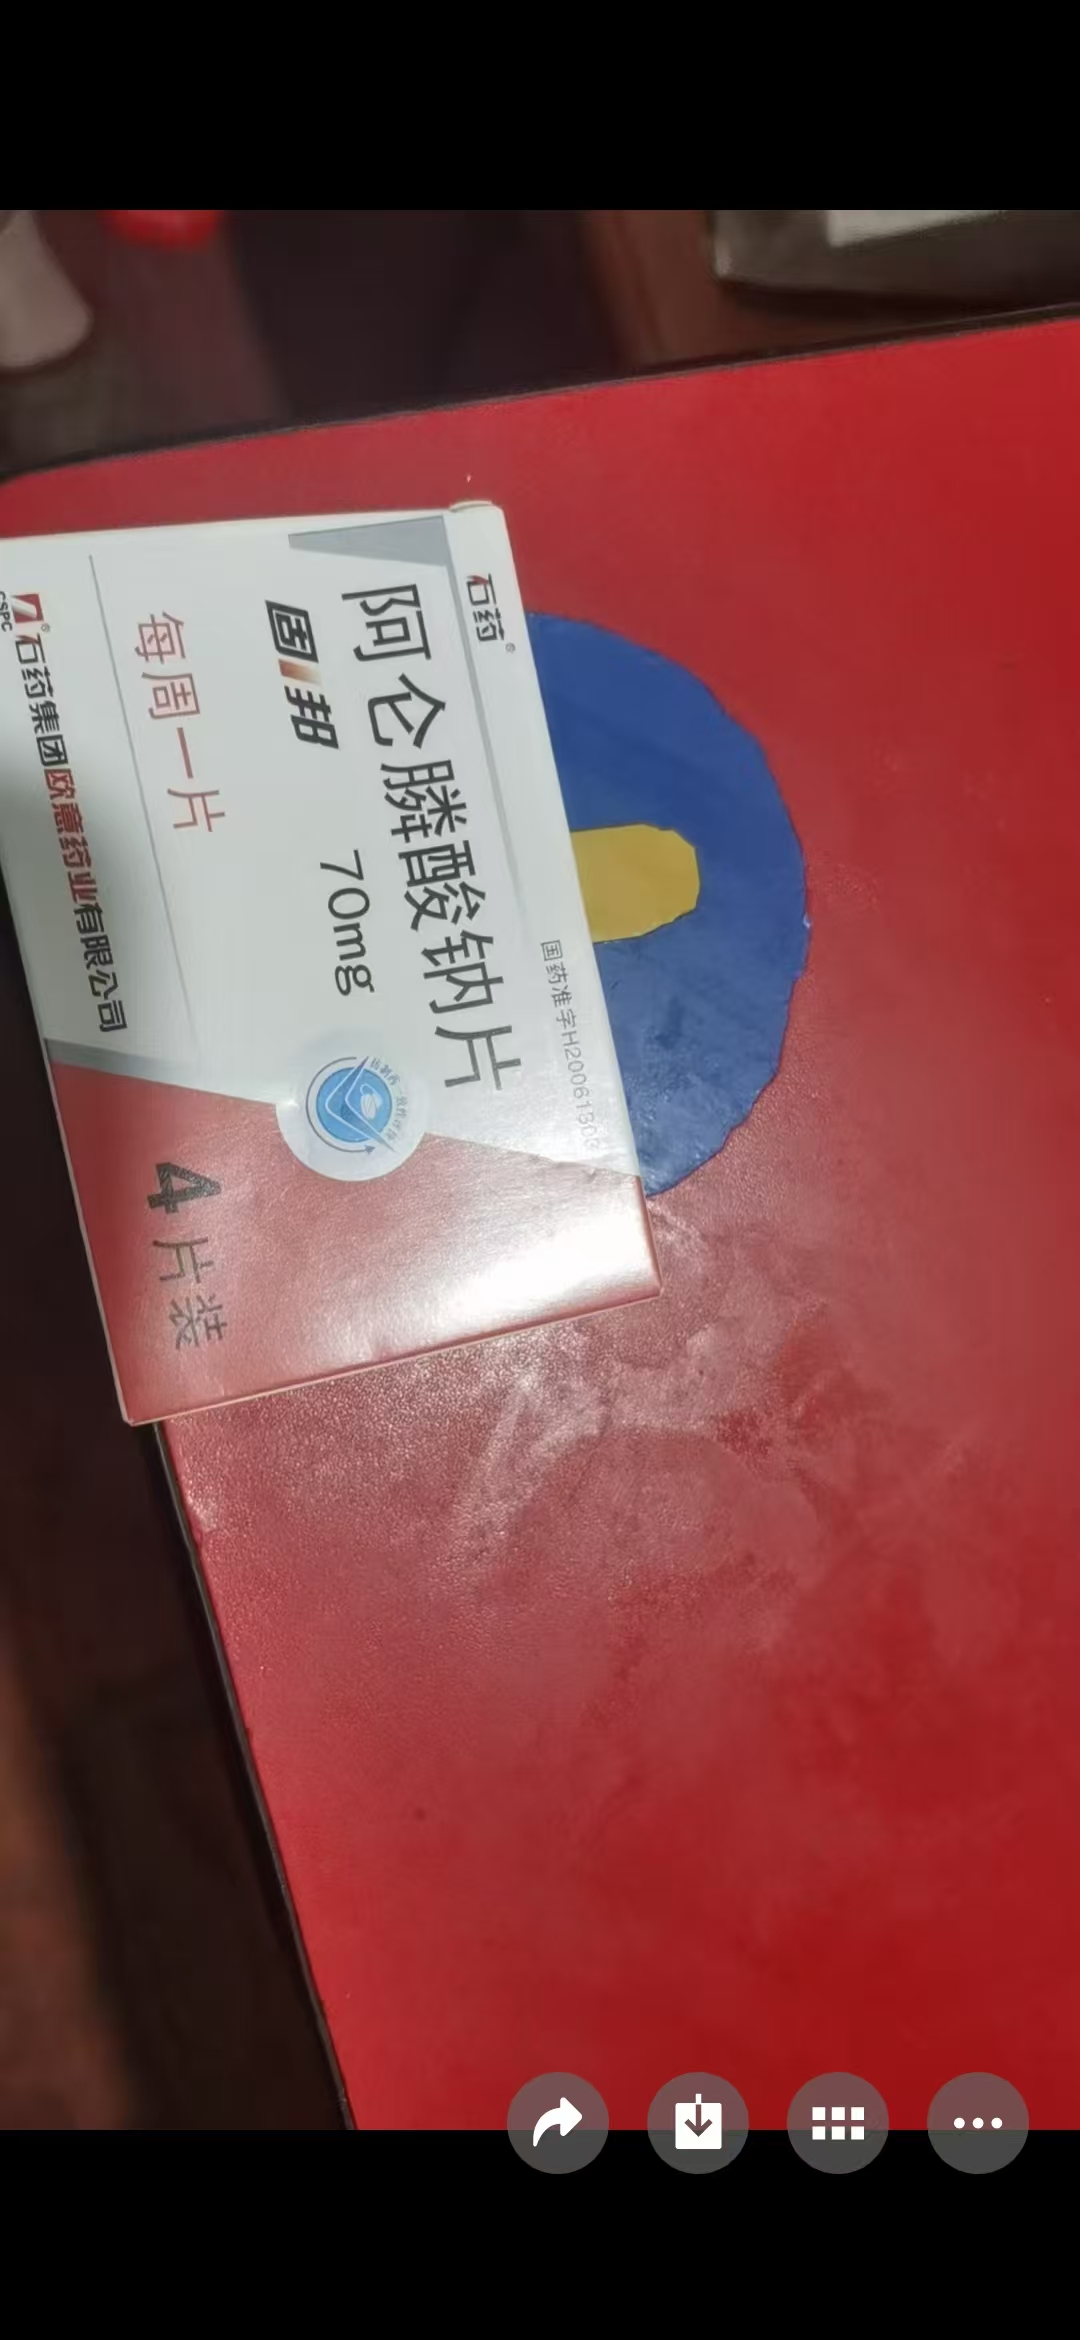 石药®
国药准字H2006130
阿仑膦酸钠片
国邦
70mg
每周一片
4片装
CSPC
石药集团欧意药业有限公司